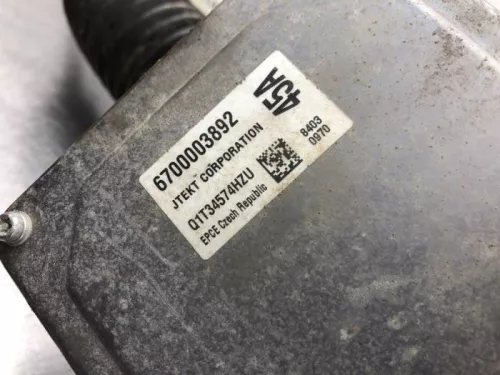 6700003892
45A
JTEKT CORPORATION
Q1T34574HZU
EPCE Czech Republic
8403
0970